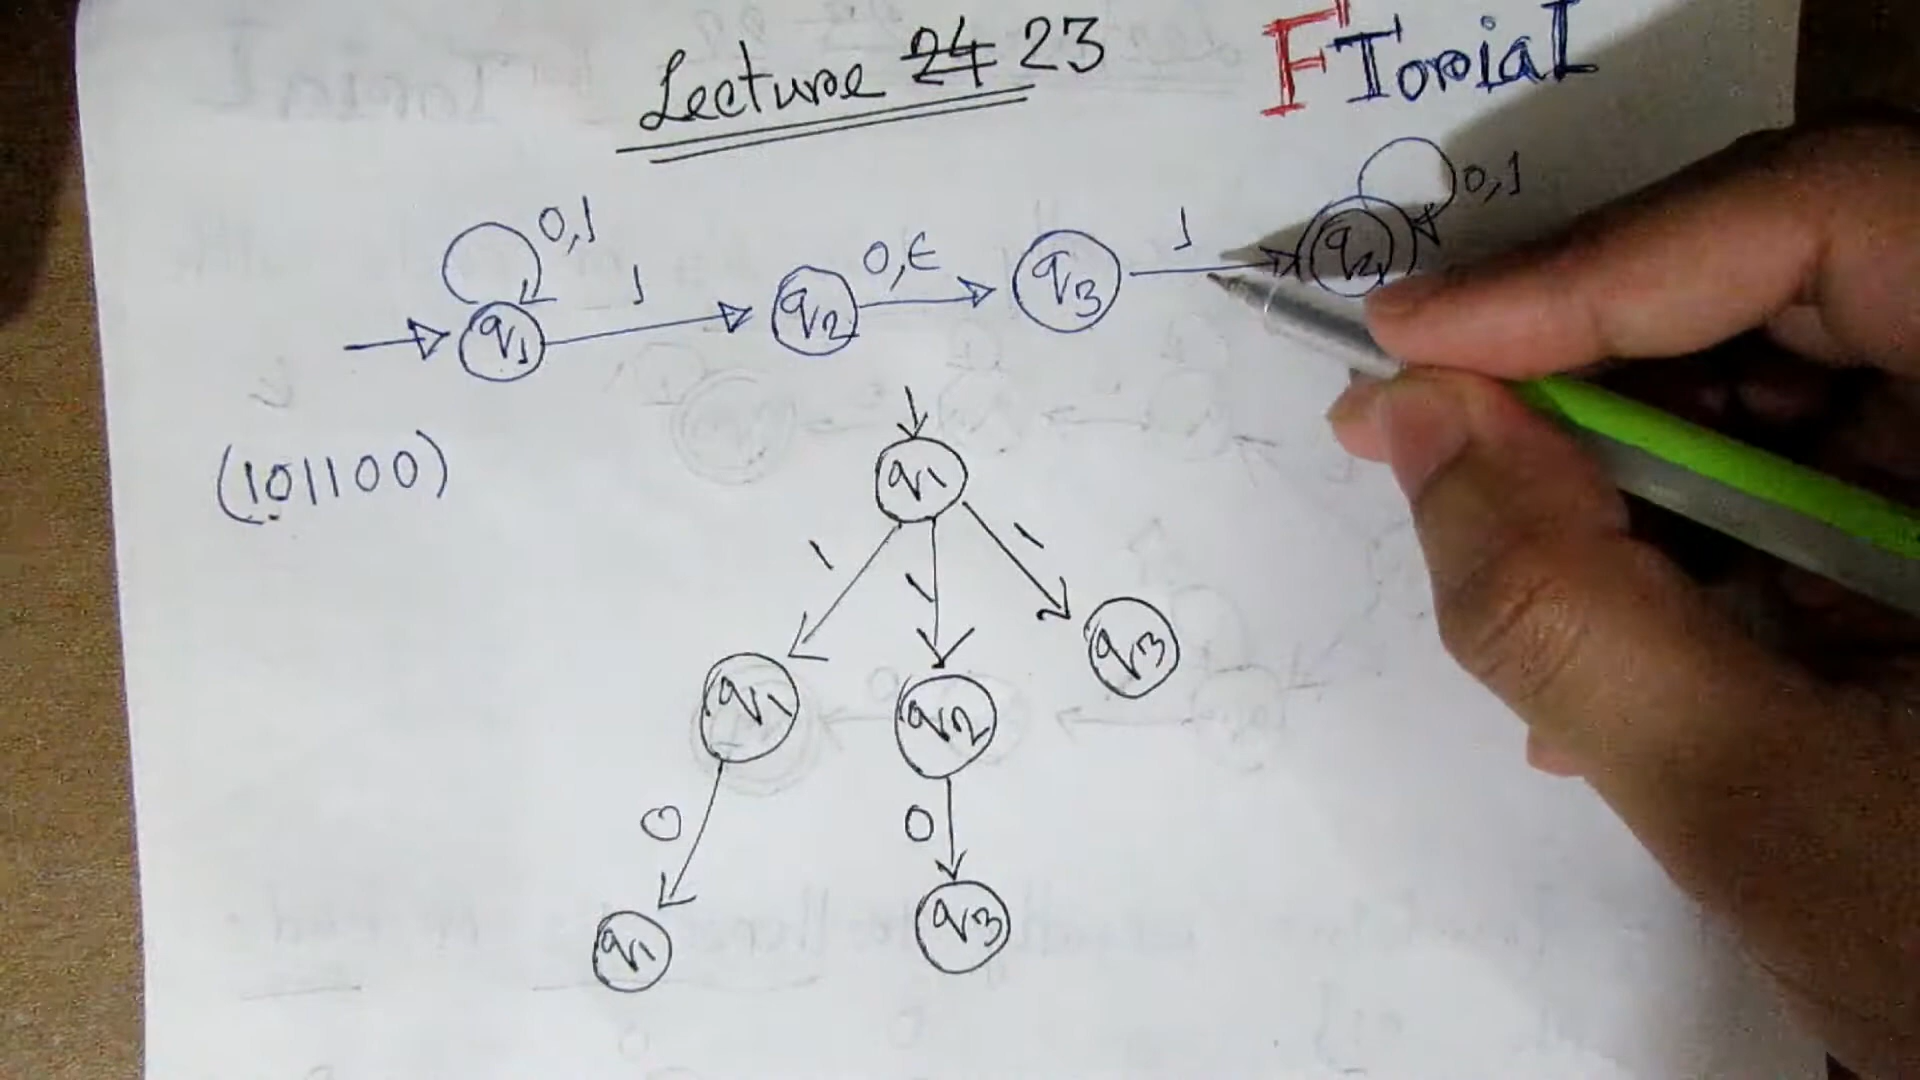 Lecture 24 23
FTorial
0,1
1
0,ϵ
1
0,1
q1
q2
q3
q4
(101100)
q1
1
1
1
q1
q2
q3
0
0
q1
q3